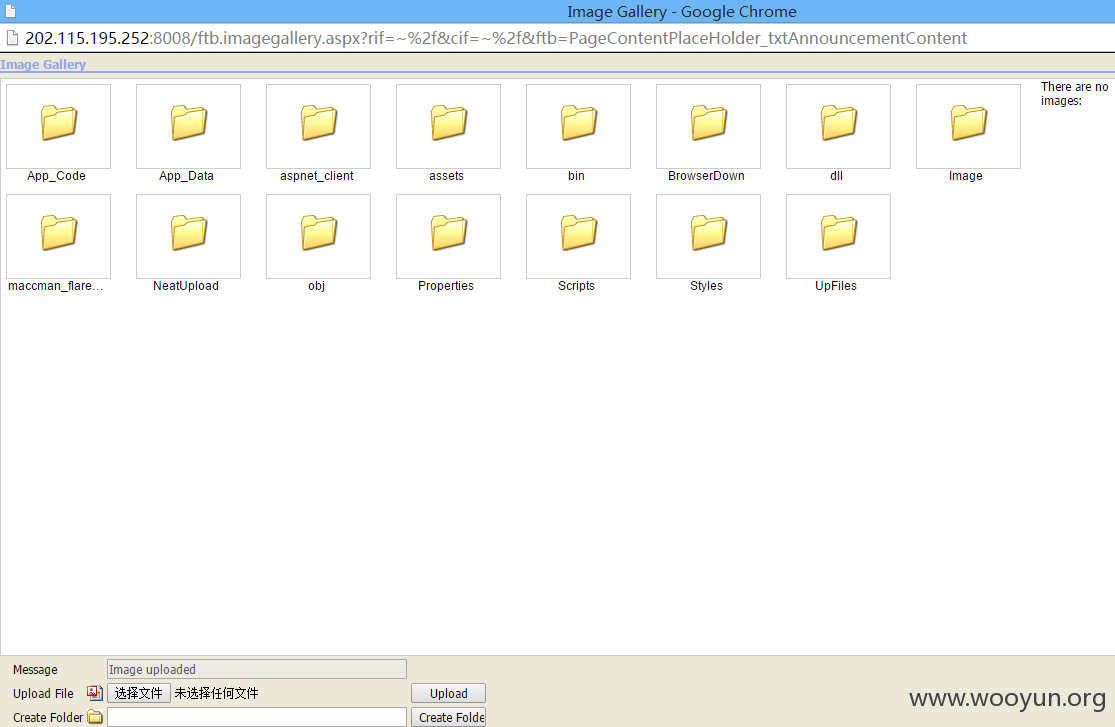 Image Gallery - Google Chrome
202.115.195.252:8008/ftb.imagegallery.aspx?rif=~%2f&cif=~%2f&ftb=PageContentPlaceHolder_txtAnnouncementContent
Image Gallery
There are no
images:
App_Code App_Data aspnet_client assets bin BrowserDown dll Image
maccman_flare... NeatUpload obj Properties Scripts Styles UpFiles
Message Image uploaded
Upload File 选择文件 未选择任何文件 Upload
Create Folder Create Folde
www.wooyun.org